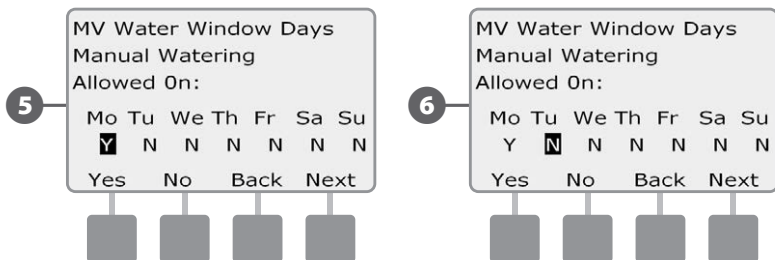 5
MV Water Window Days
Manual Watering
Allowed 0n:
Mo Tu We Th Fr Sa Su
Y N N N N N N
Yes No Back Next
6
MV Water Window Days
Manual Watering
Allowed 0n:
Mo Tu We Th Fr Sa Su
Y N N N N N N
Yes No Back Next